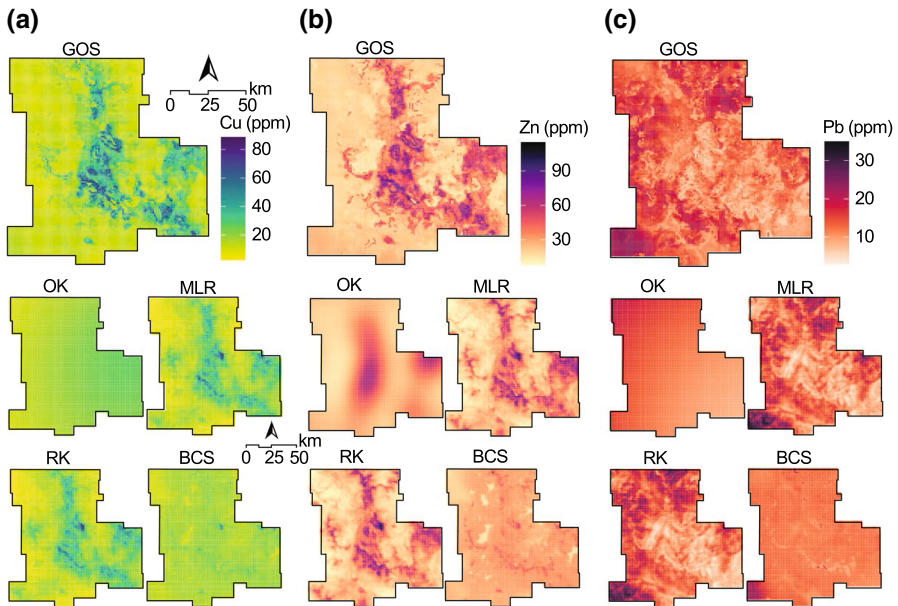 (a) (b) (c)
GOS GOS GOS
0 25 50 km
Cu (ppm)
80
60
40
20
Zn (ppm)
90
60
30
Pb (ppm)
30
20
10
OK MLR OK MLR OK MLR
0 25 50 km
RK BCS RK BCS RK BCS